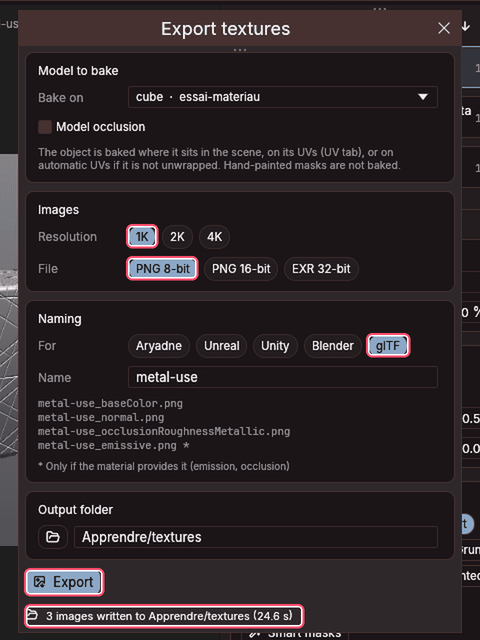 Export textures
Model to bake
Bake on
cube · essai-materiau
Model occlusion
The object is baked where it sits in the scene, on its UVs (UV tab), or on
automatic UVs if it is not unwrapped. Hand-painted masks are not baked.
Images
Resolution 1K 2K 4K
File PNG 8-bit PNG 16-bit EXR 32-bit
Naming
For Aryadne Unreal Unity Blender glTF
Name metal-use
metal-use_baseColor.png
metal-use_normal.png
metal-use_occlusionRoughnessMetallic.png
metal-use_emissive.png *
* Only if the material provides it (emission, occlusion)
Output folder
Apprendre/textures
Export
3 images written to Apprendre/textures (24.6 s)
Smart masks